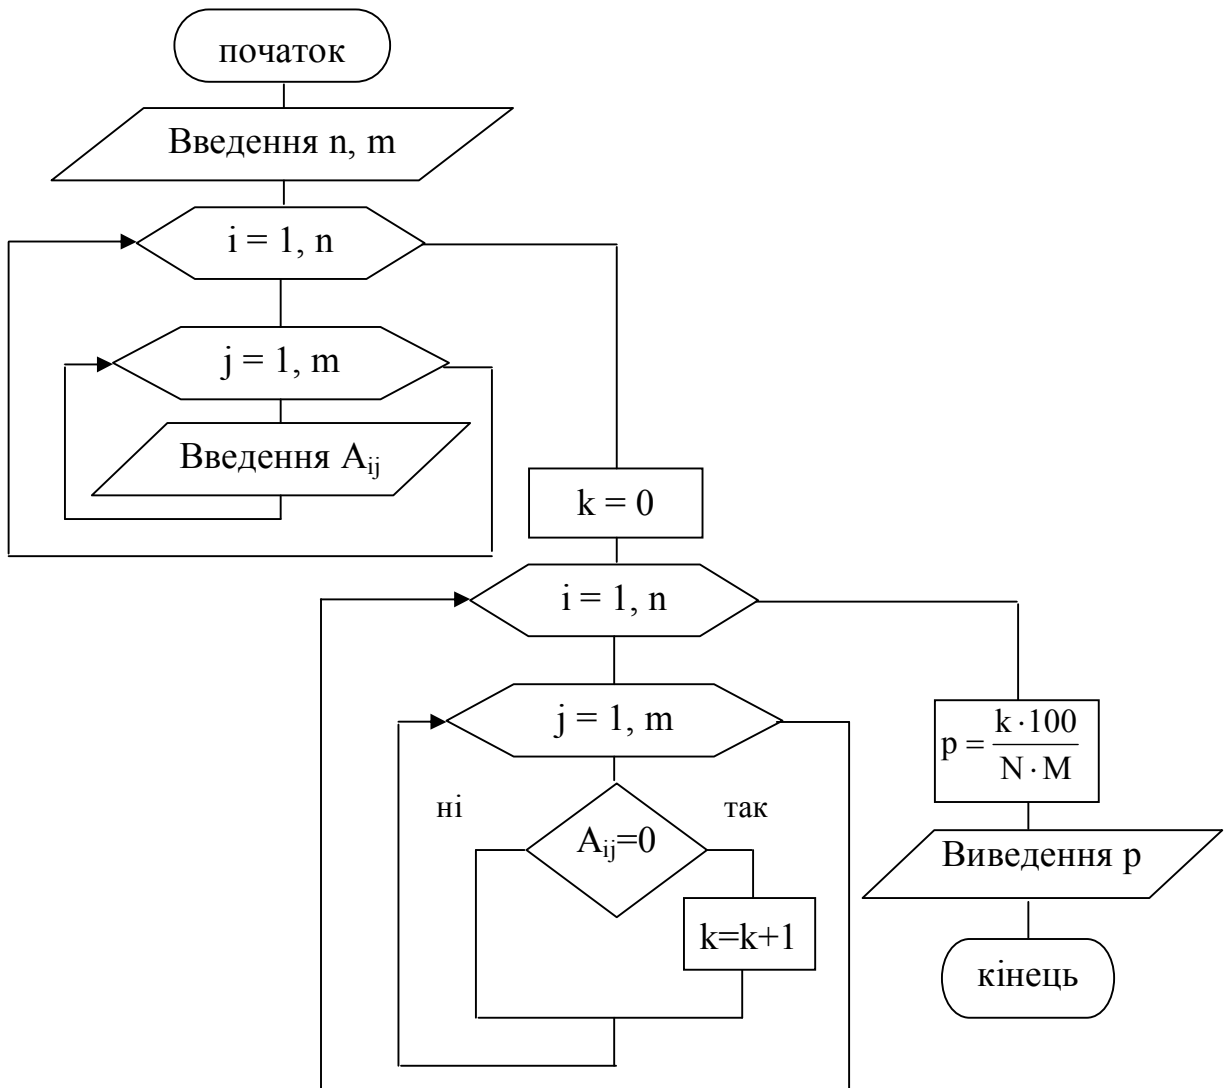 початок
Введення n, m
i = 1, n
j = 1, m
Введення Aij
k = 0
i = 1, n
j = 1, m
p = k · 100 / N · M
ні
так
Aij=0
Виведення p
k=k+1
кінець